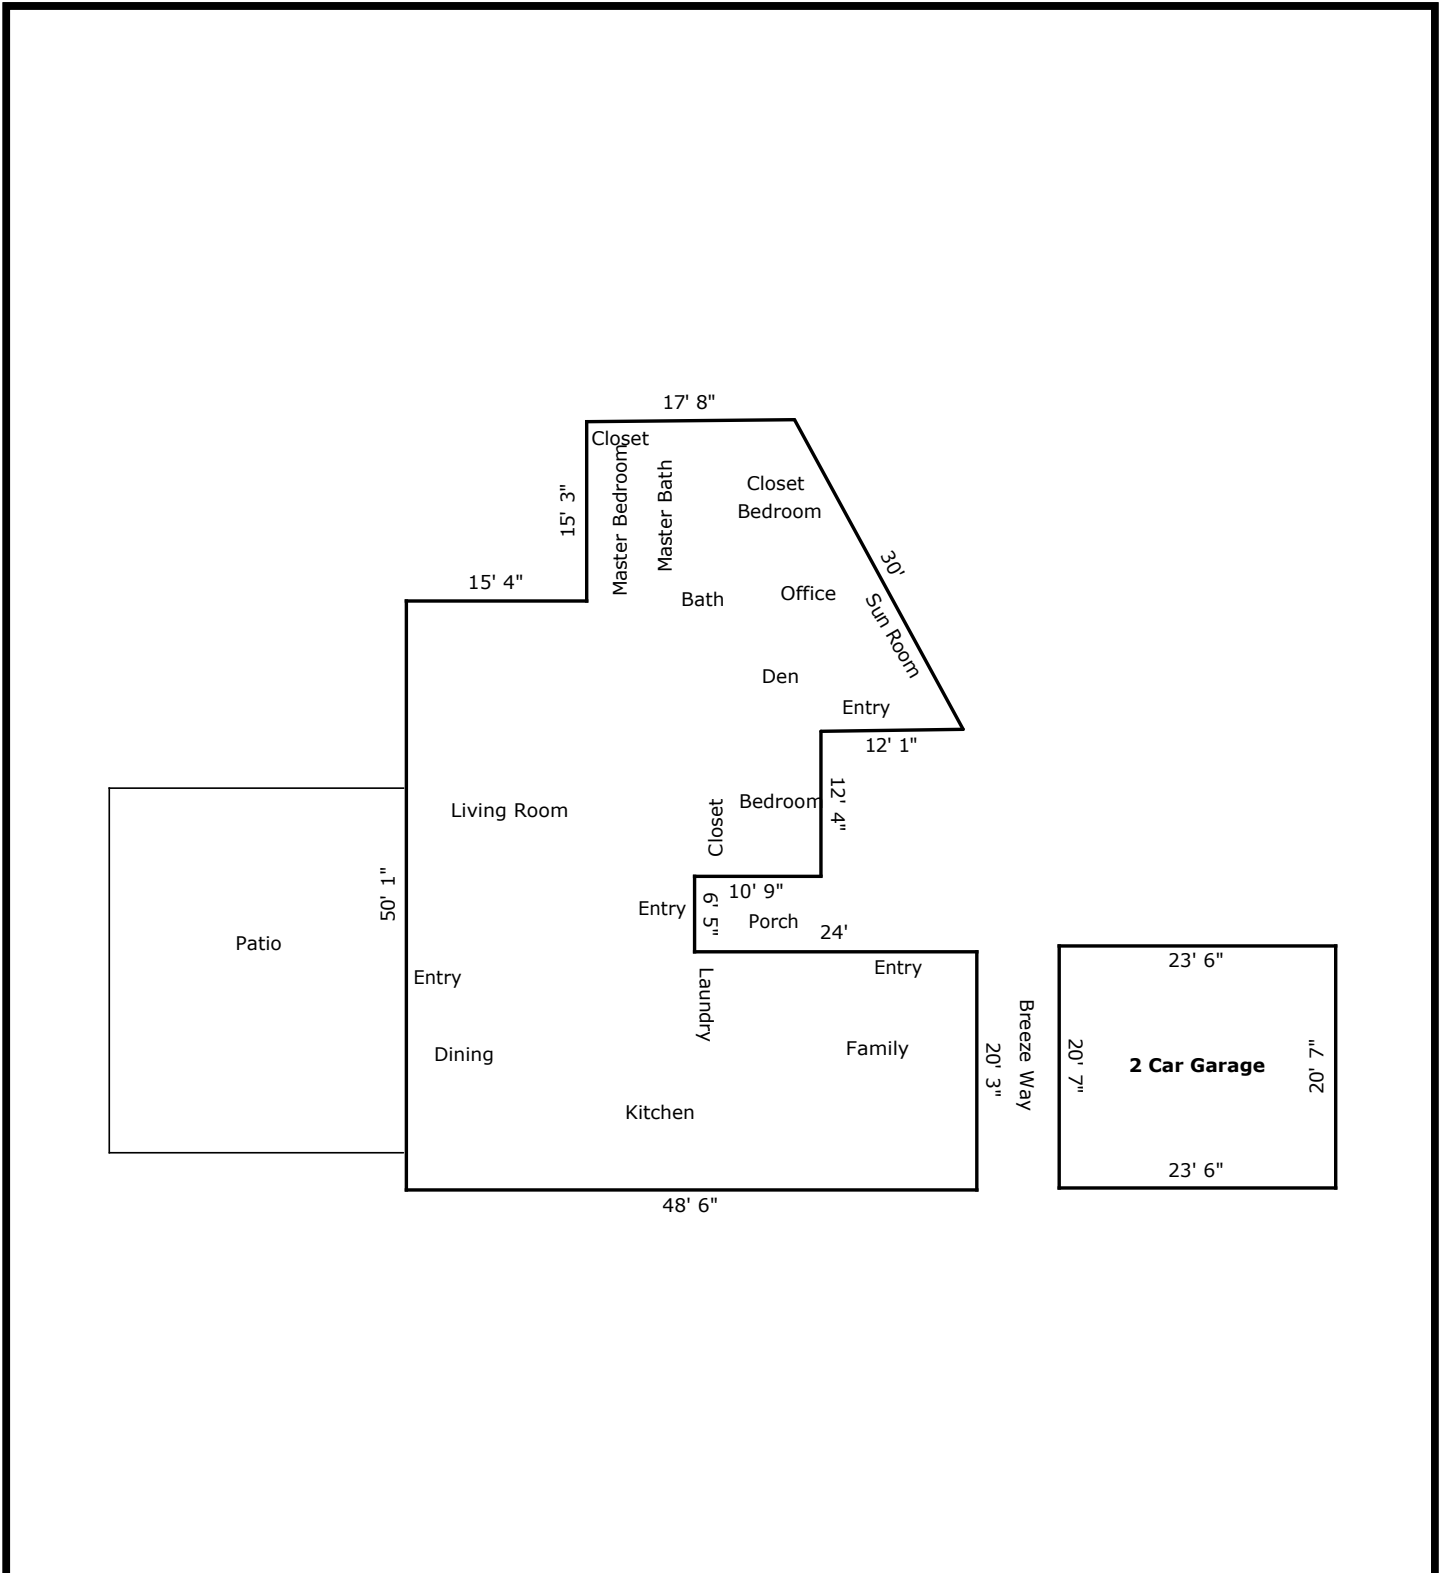 17' 8"
Closet
Master Bedroom
Master Bath
Closet
Bedroom
15' 3"
30'
15' 4"
Bath
Office
Sun Room
Den
Entry
12' 1"
Living Room
Closet
Bedroom
12' 4"
10' 9"
50' 1"
Entry
6' 5"
Porch
24'
Patio
Entry
Entry
Laundry
23' 6"
Dining
Family
20' 3"
Breeze Way
20' 7"
2 Car Garage
20' 7"
Kitchen
23' 6"
48' 6"